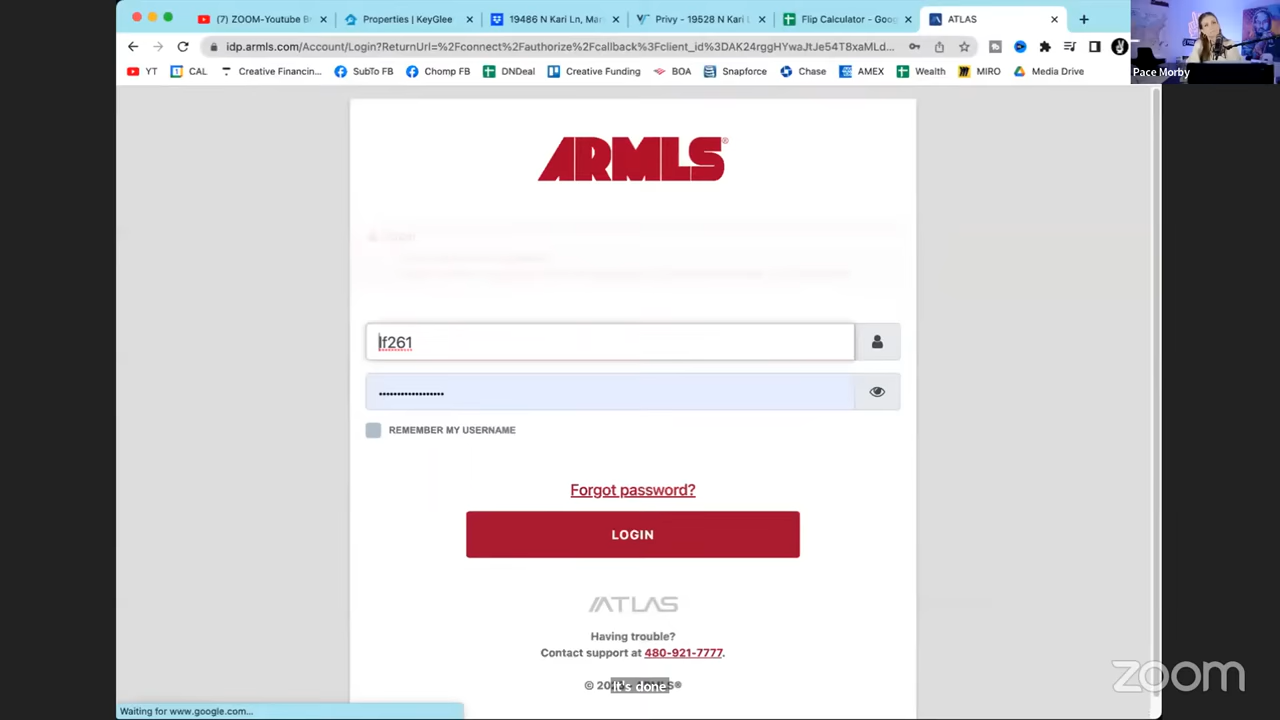 (7) ZOOM-Youtube Br
Properties | KeyGlee
19486 N Kari Ln, Mar
Privy - 19528 N Kari L
Flip Calculator - Goog
ATLAS
idp.armls.com/Account/Login?ReturnUrl=%2Fconnect%2Fauthorize%2Fcallback%3Fclient_id%3DAK24rggHYwaJtJe54T8xaMLd...
YT
CAL
Creative Financin...
SubTo FB
Chomp FB
DNDeal
Creative Funding
BOA
Snapforce
Chase
AMEX
Wealth
MIRO
Media Drive
Pace Morby
ARMLS®
lf261
••••••••••••••••••
REMEMBER MY USERNAME
Forgot password?
LOGIN
ATLAS
Having trouble?
Contact support at 480-921-7777.
It's done
zoom
Waiting for www.google.com...